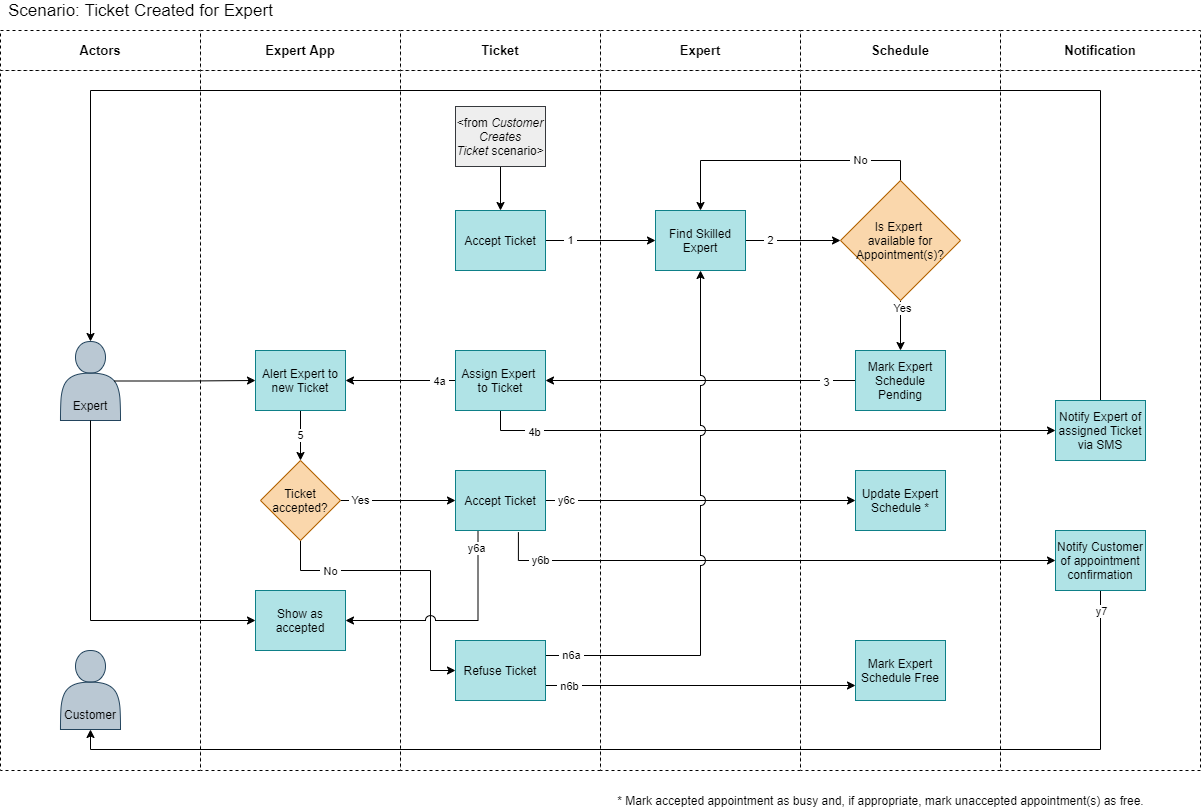 Scenario: Ticket Created for Expert
Actors
Expert App
Ticket
Expert
Schedule
Notification
<from Customer
Creates
Ticket scenario>
No
Accept Ticket
1
Find Skilled
Expert
2
Is Expert
available for
Appointment(s)?
Yes
Expert
Alert Expert to
new Ticket
4a
Assign Expert
to Ticket
3
Mark Expert
Schedule
Pending
5
4b
Notify Expert of
assigned Ticket
via SMS
Ticket
accepted?
Yes
Accept Ticket
y6c
Update Expert
Schedule *
y6a
y6b
Notify Customer
of appointment
confirmation
No
Show as
accepted
y7
Refuse Ticket
n6a
n6b
Mark Expert
Schedule Free
Customer
* Mark accepted appointment as busy and, if appropriate, mark unaccepted appointment(s) as free.